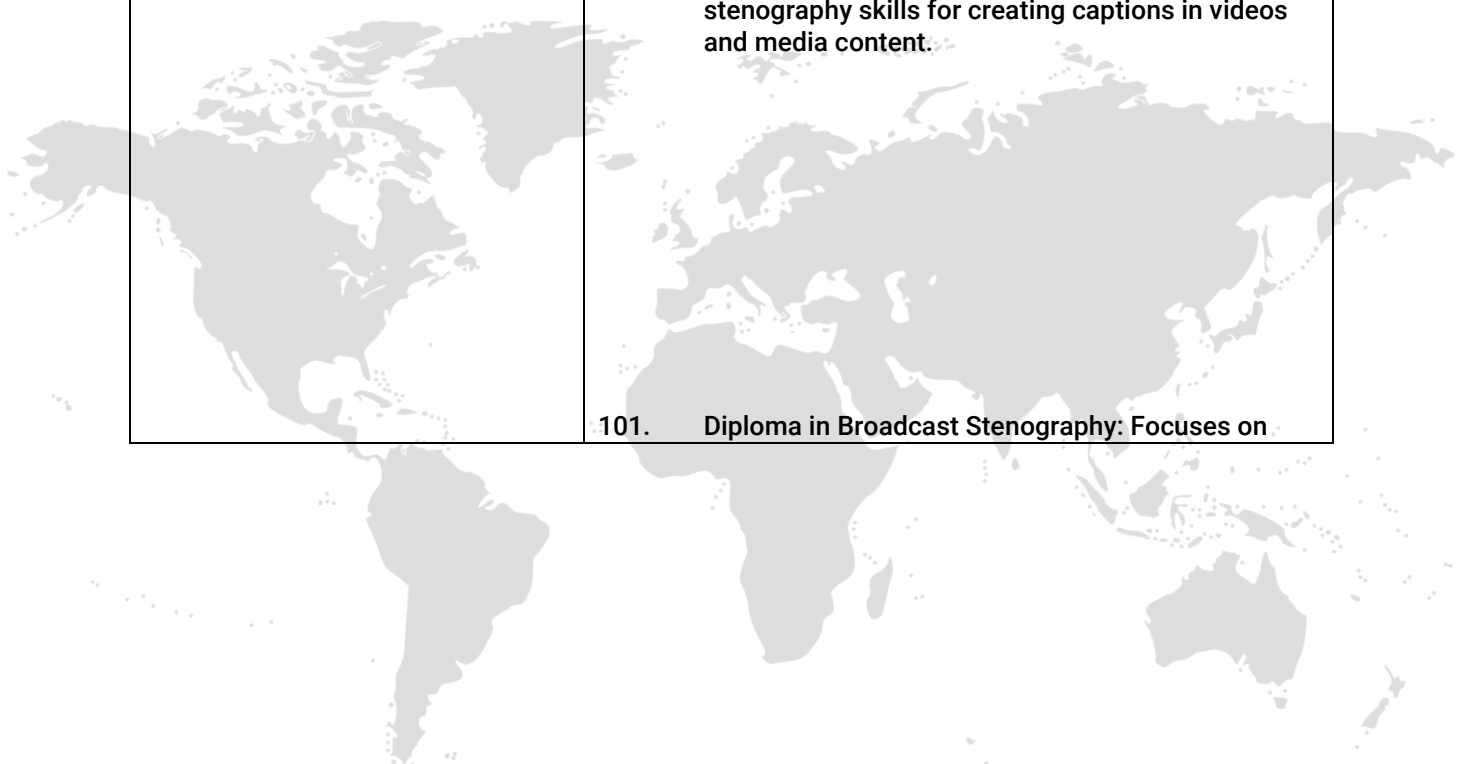 stenography skills for creating captions in videos
and media content.
101. Diploma in Broadcast Stenography: Focuses on